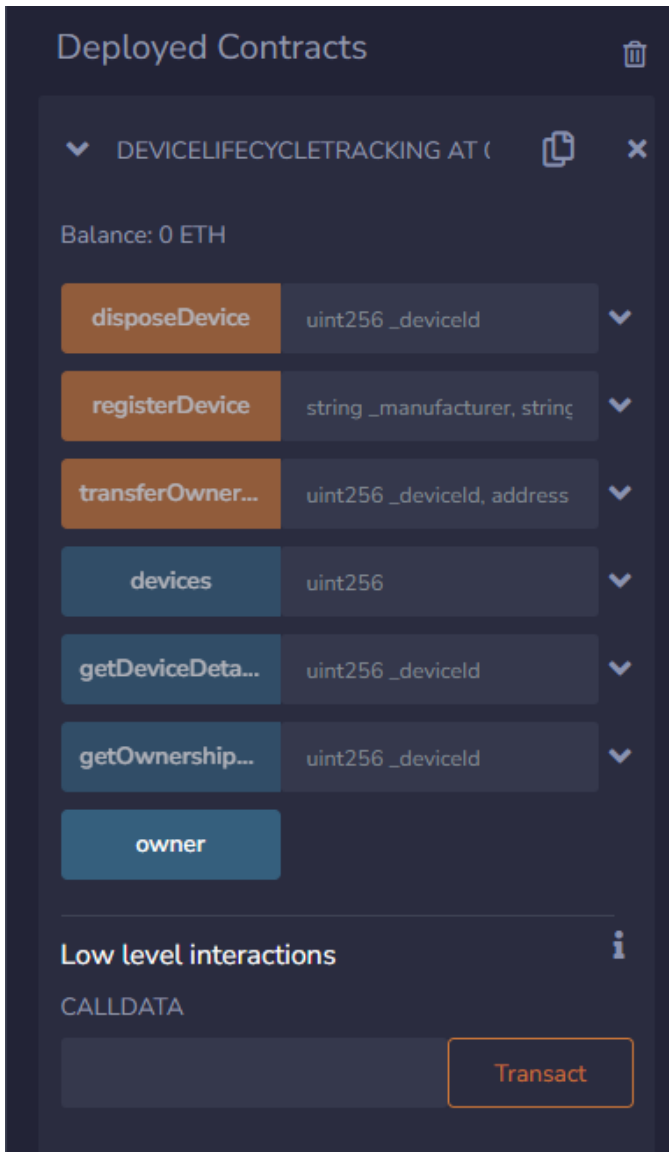 Deployed Contracts
DEVICELIFECYCLETRACKING AT (
Balance: 0 ETH
disposeDevice uint256 _deviceId
registerDevice string _manufacturer, string
transferOwner... uint256 _deviceId, address
devices uint256
getDeviceDeta... uint256 _deviceId
getOwnership... uint256 _deviceId
owner
Low level interactions
CALLDATA
Transact